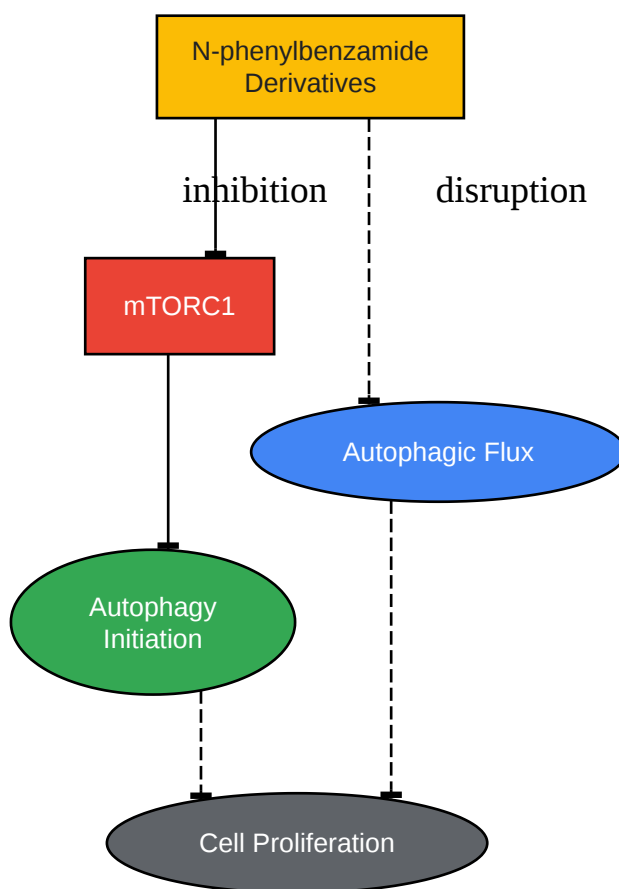 N-phenylbenzamide
Derivatives
inhibition
disruption
mTORC1
Autophagic Flux
Autophagy
Initiation
Cell Proliferation